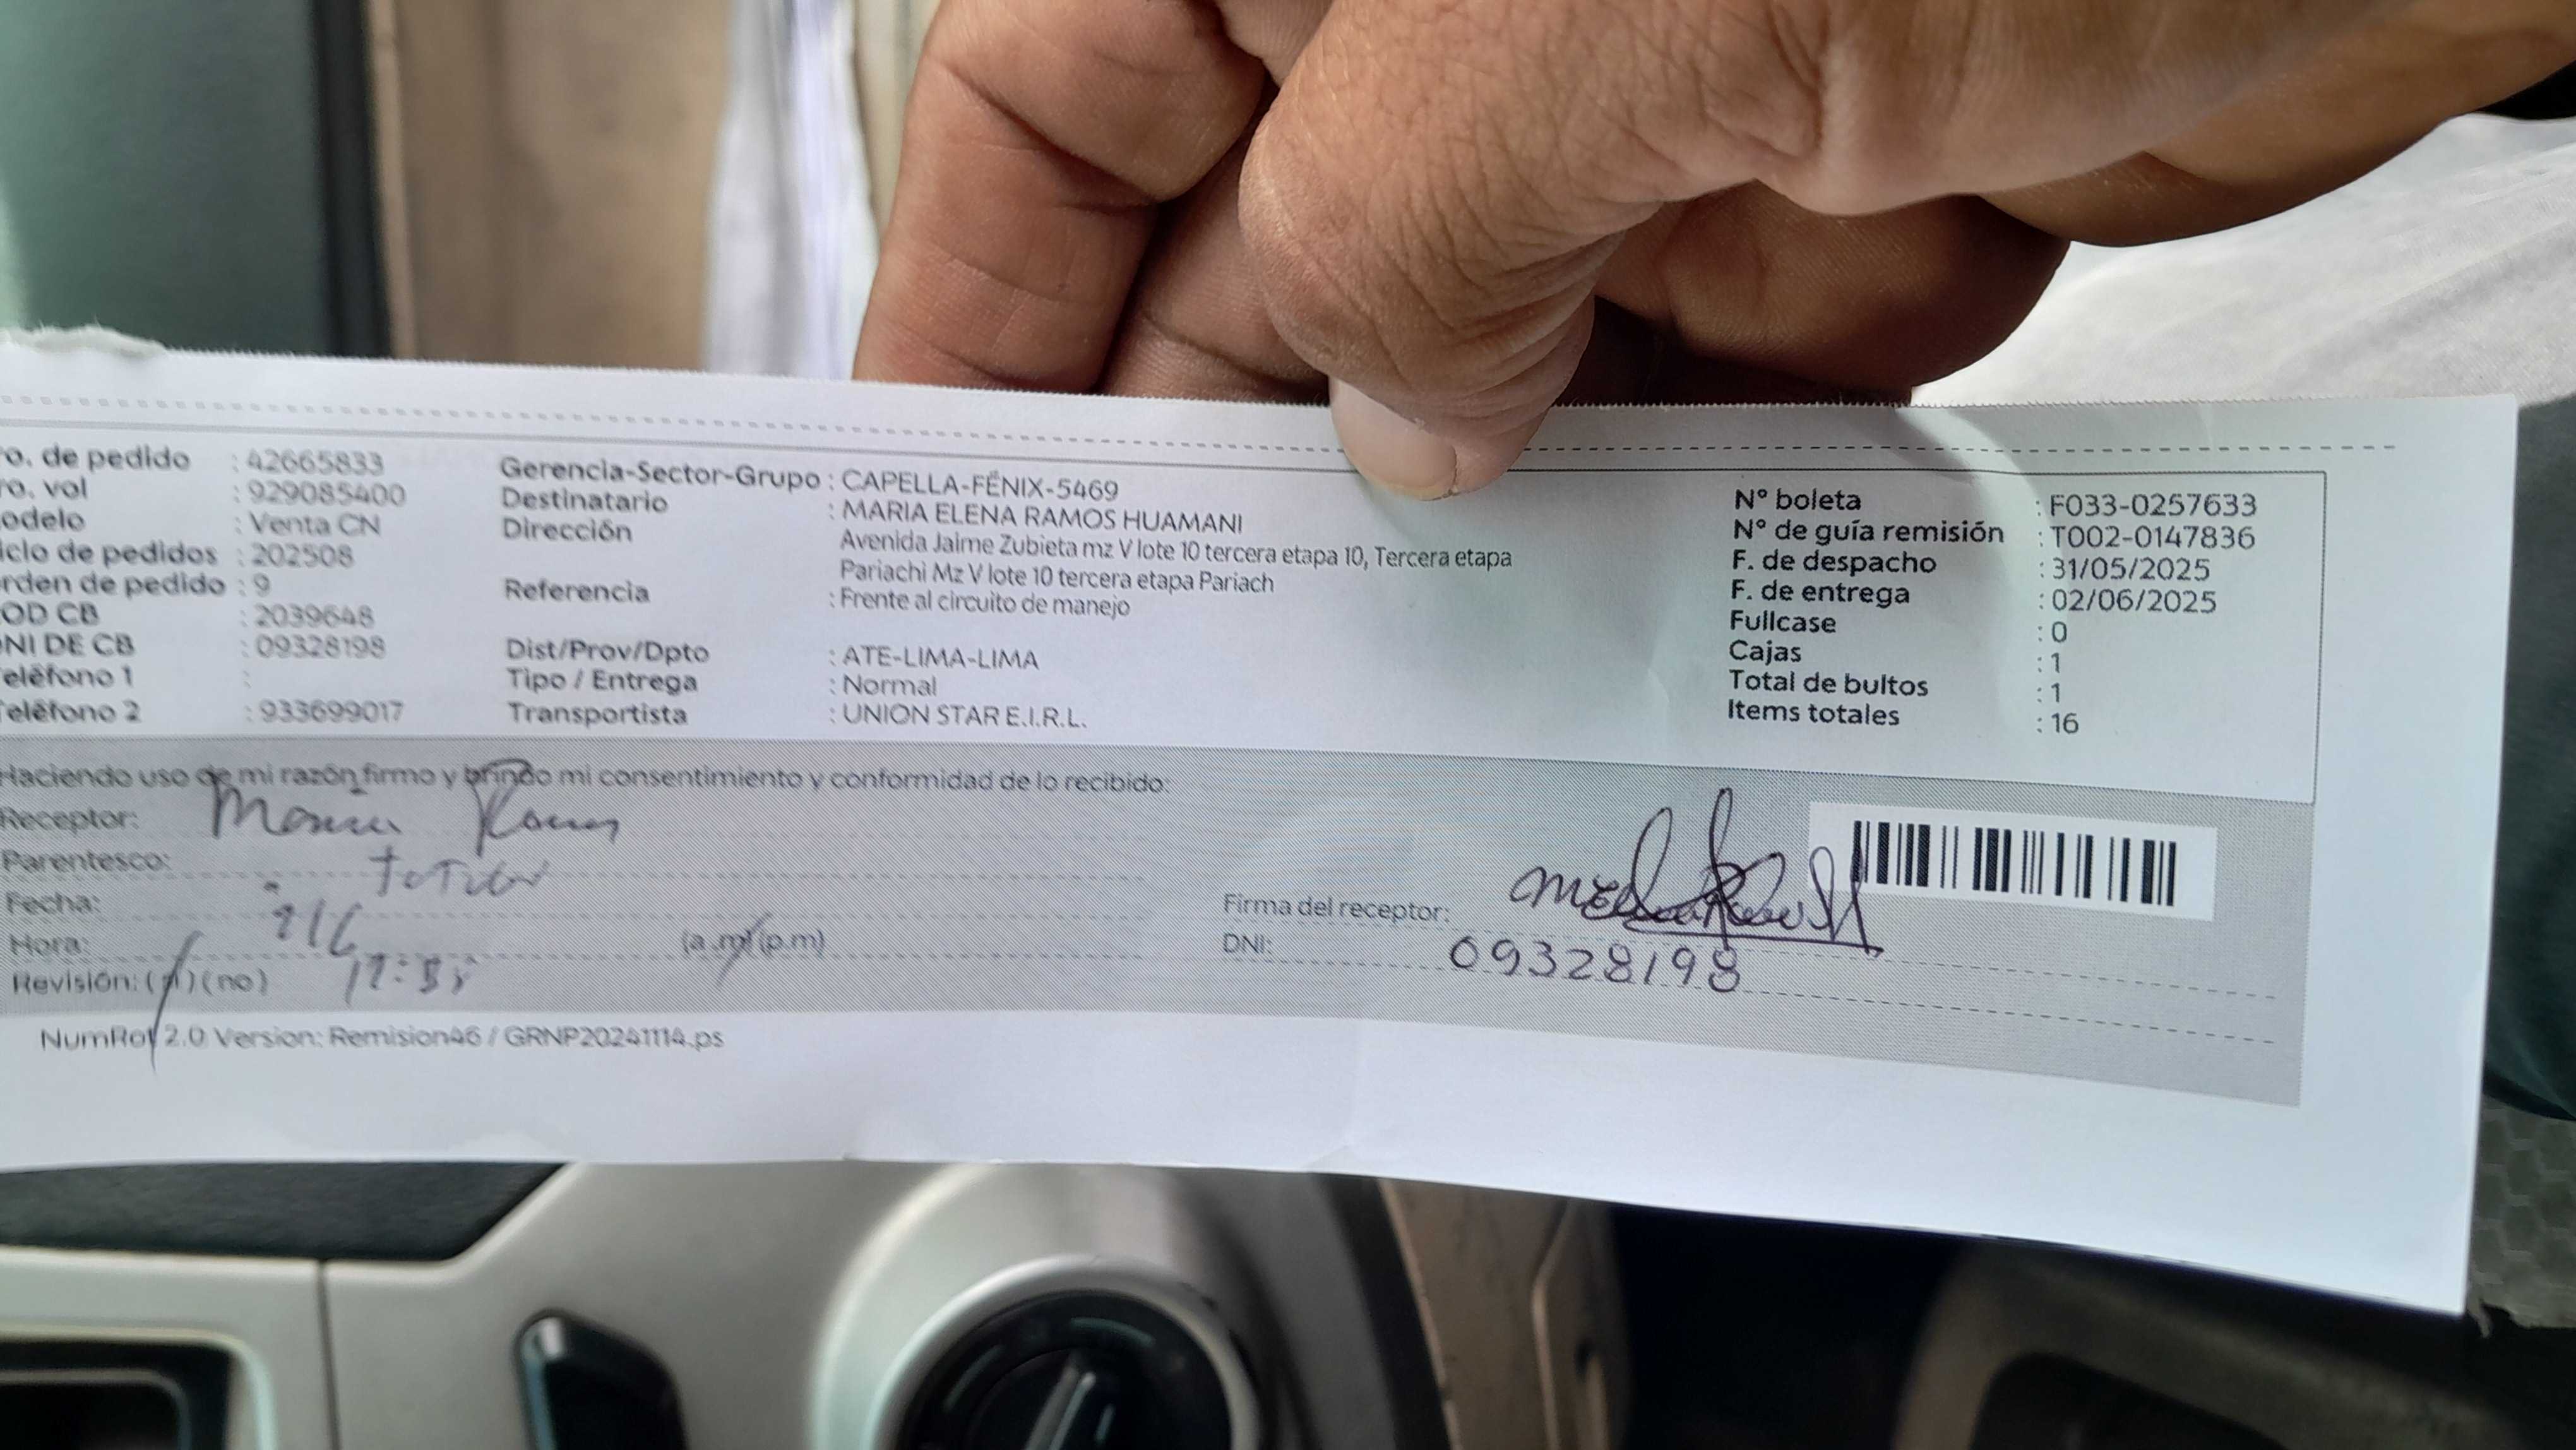 ro. de pedido : 42665833
ro. vol : 929085400
odelo : Venta CN
iclo de pedidos : 202508
rden de pedido : 9
OD CB : 2039648
NI DE CB : 09328198
eléfono 1 :
eléfono 2 : 933699017
Gerencia-Sector-Grupo : CAPELLA-FÉNIX-5469
Destinatario : MARIA ELENA RAMOS HUAMANI
Dirección Avenida Jaime Zubieta mz V lote 10 tercera etapa 10, Tercera etapa
Pariachi Mz V lote 10 tercera etapa Pariach
Referencia : Frente al circuito de manejo
Dist/Prov/Dpto : ATE-LIMA-LIMA
Tipo / Entrega : Normal
Transportista : UNION STAR E.I.R.L.
N° boleta : F033-0257633
N° de guía remisión : T002-0147836
F. de despacho : 31/05/2025
F. de entrega : 02/06/2025
Fullcase : 0
Cajas : 1
Total de bultos : 1
Items totales : 16
Haciendo uso de mi razón firmo y brindo mi consentimiento y conformidad de lo recibido:
Receptor: Maria Ramos
Parentesco: titular
Fecha: 2/6
Hora: (a.m) (p.m)
Revisión: (si) (no)
Firma del receptor:
DNI: 09328198
NumRot 2.0 Version: Remision46 / GRNP20241114.ps